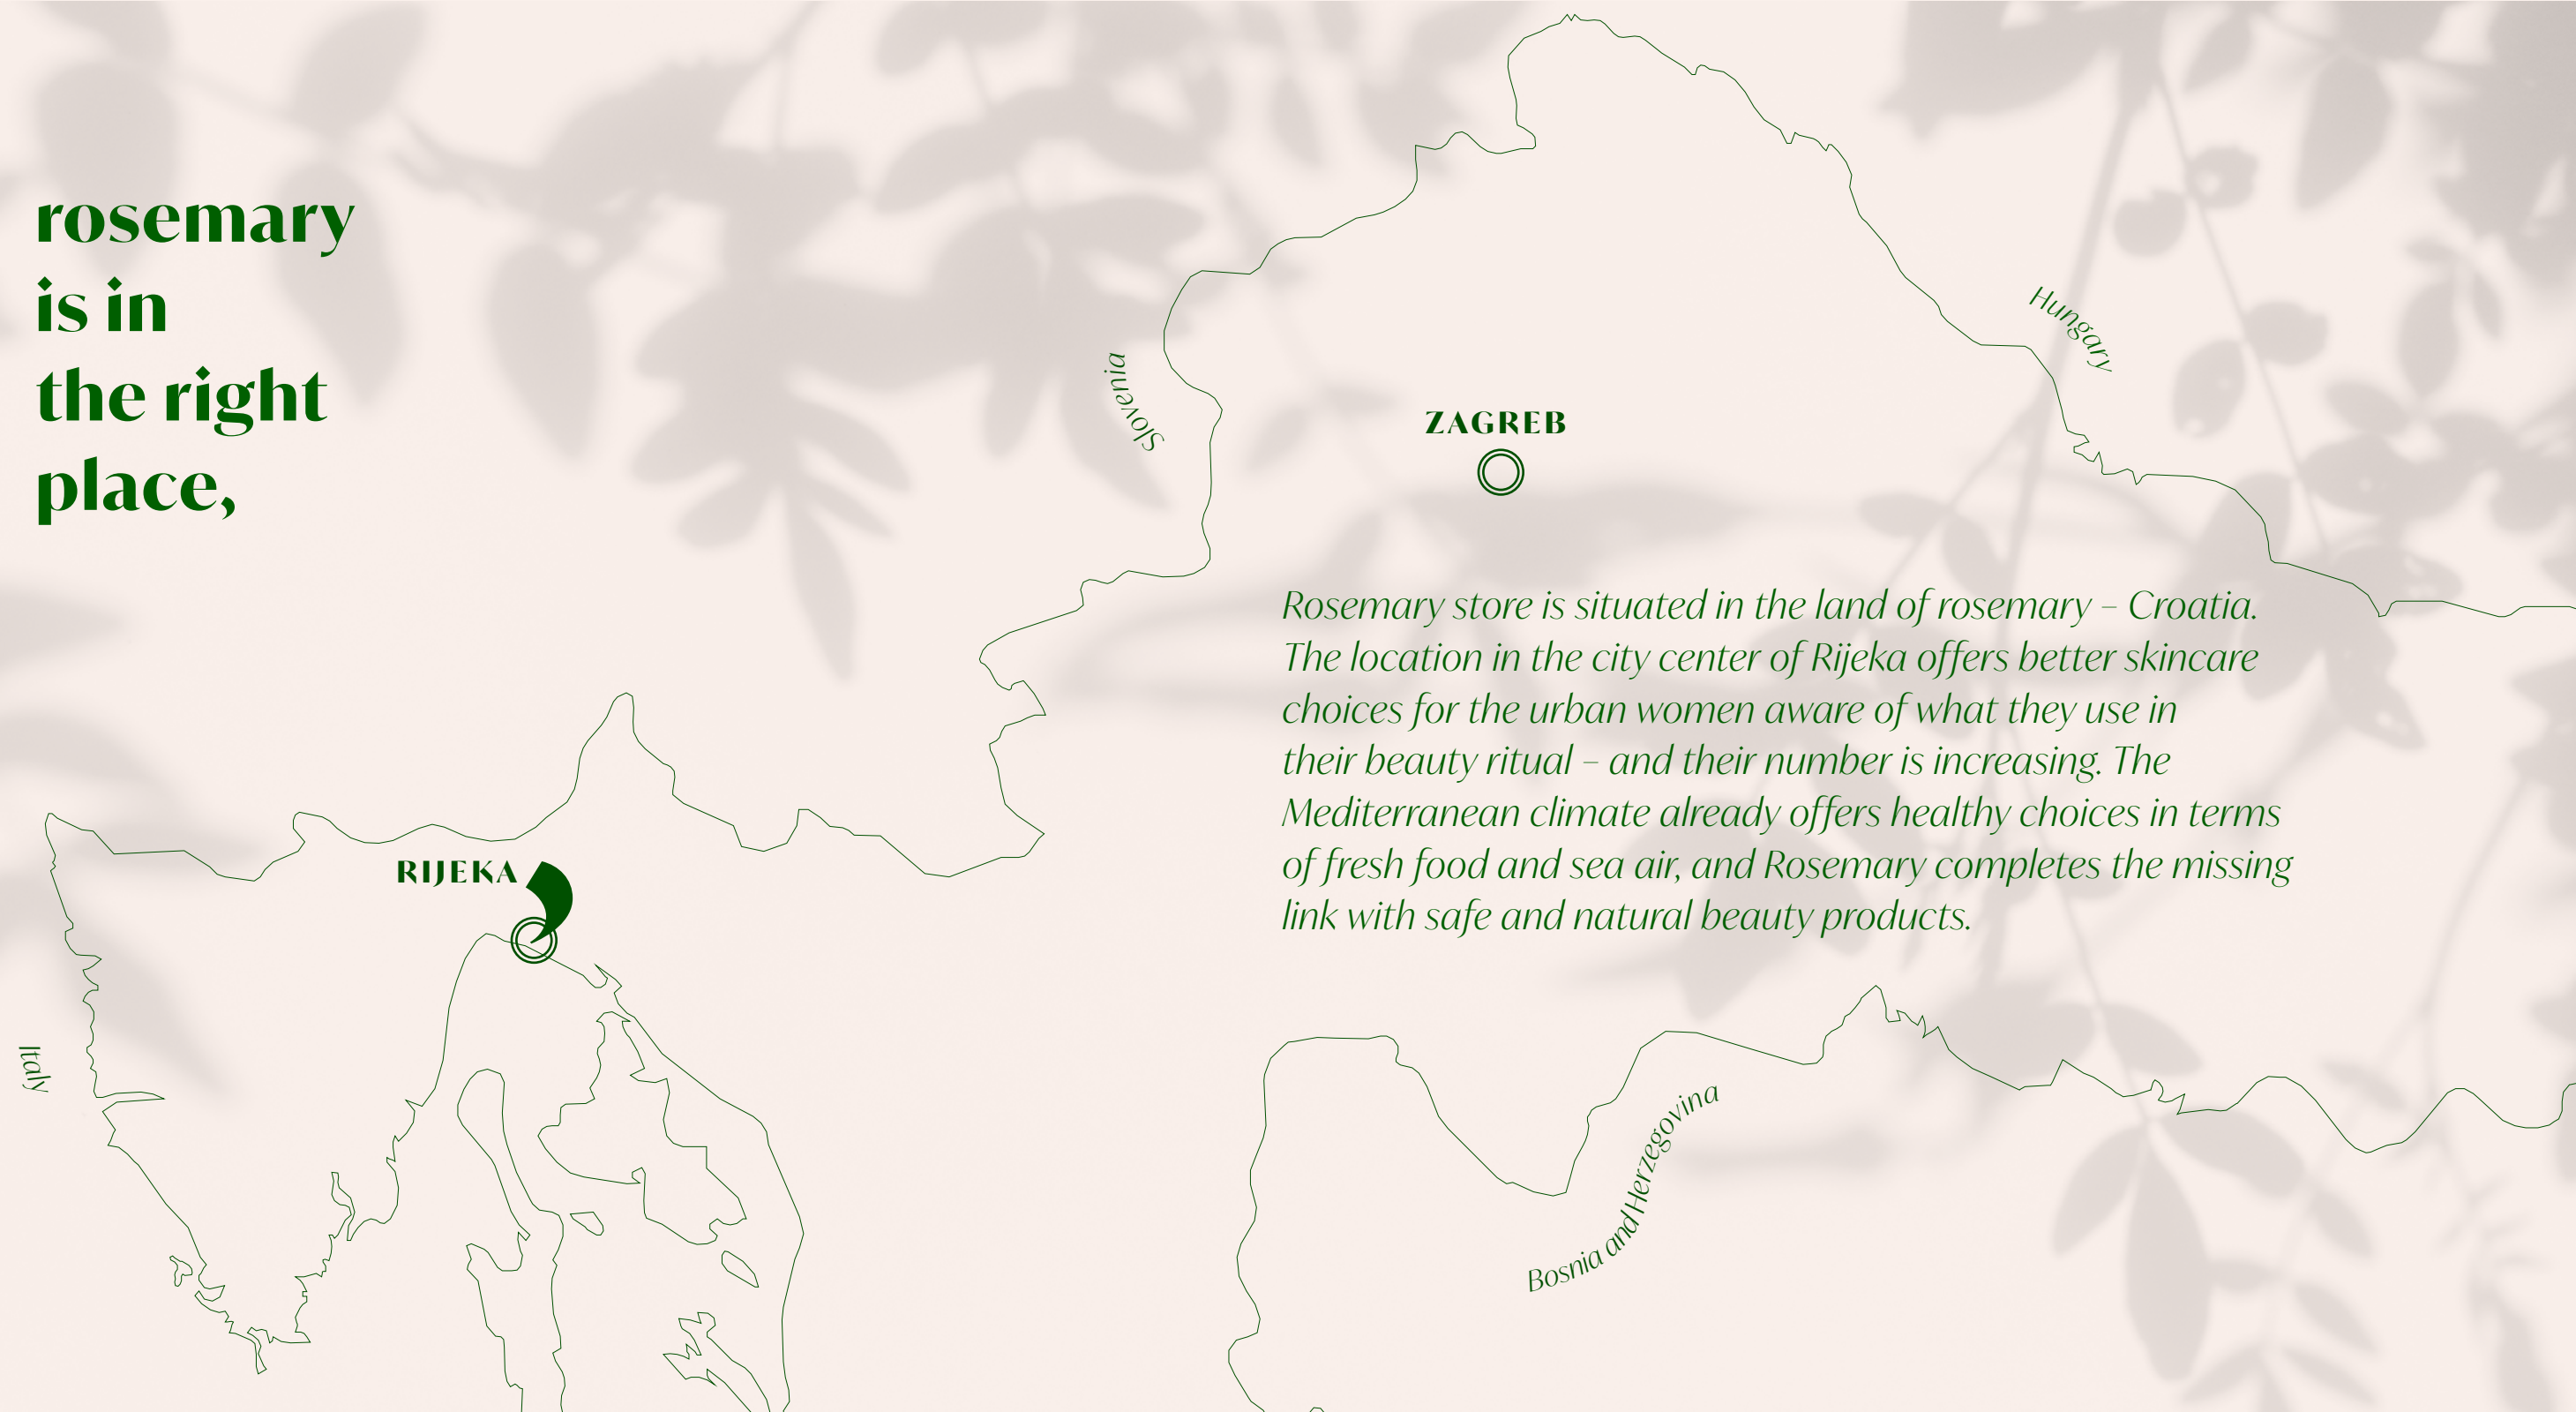 rosemary
is in
the right
place,
Slovenia
Hungary
ZAGREB
Rosemary store is situated in the land of rosemary – Croatia.
The location in the city center of Rijeka offers better skincare
choices for the urban women aware of what they use in
their beauty ritual – and their number is increasing. The
Mediterranean climate already offers healthy choices in terms
of fresh food and sea air, and Rosemary completes the missing
link with safe and natural beauty products.
RIJEKA
Italy
Bosnia and Herzegovina